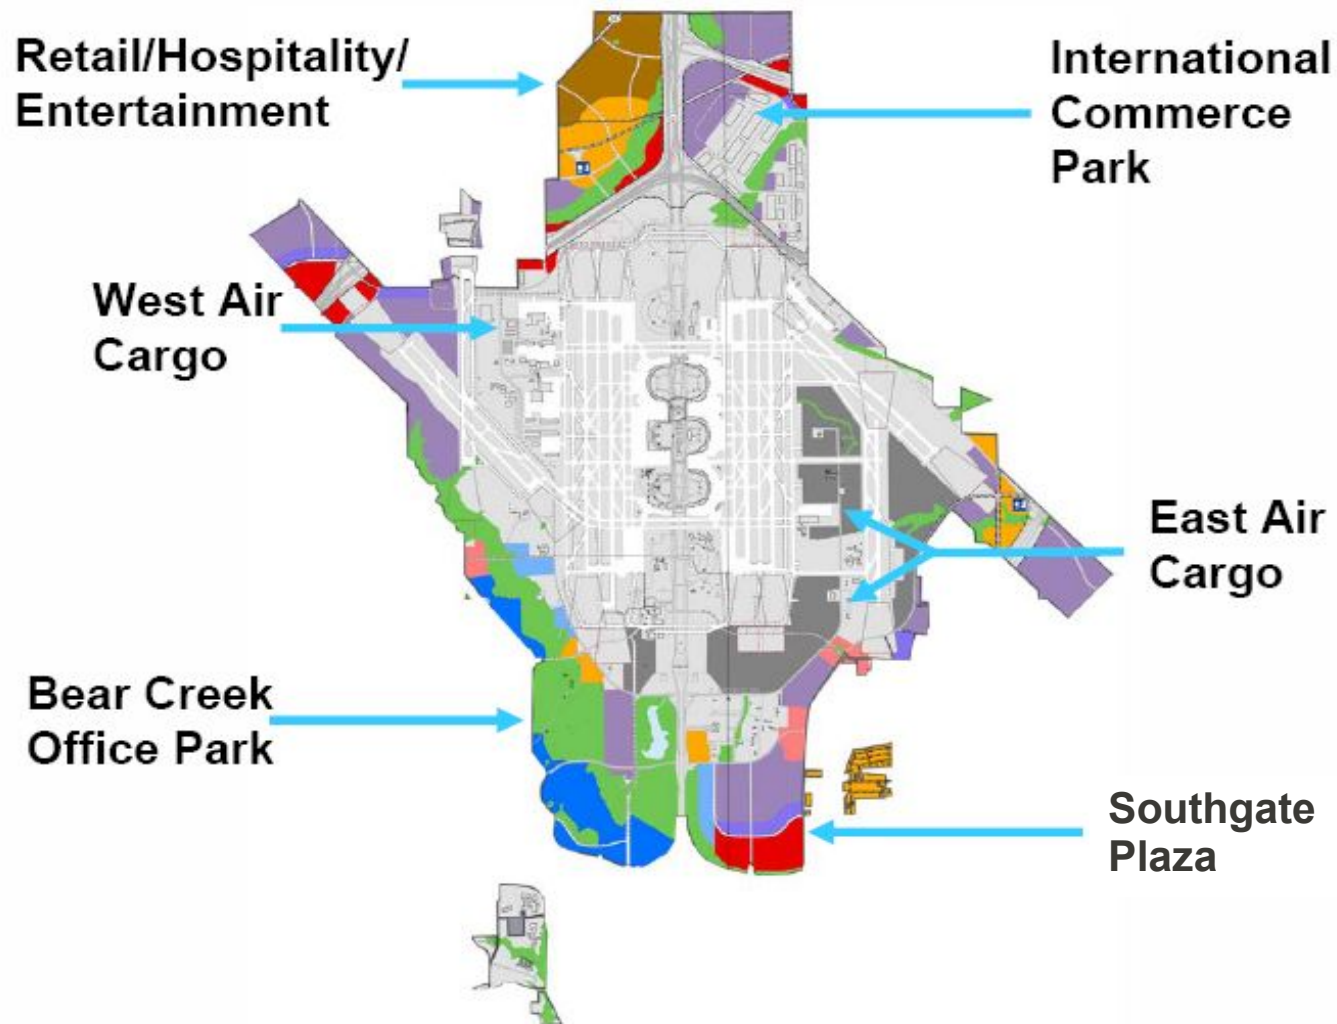 Retail/Hospitality/
Entertainment
International
Commerce
Park
West Air
Cargo
East Air
Cargo
Bear Creek
Office Park
Southgate
Plaza